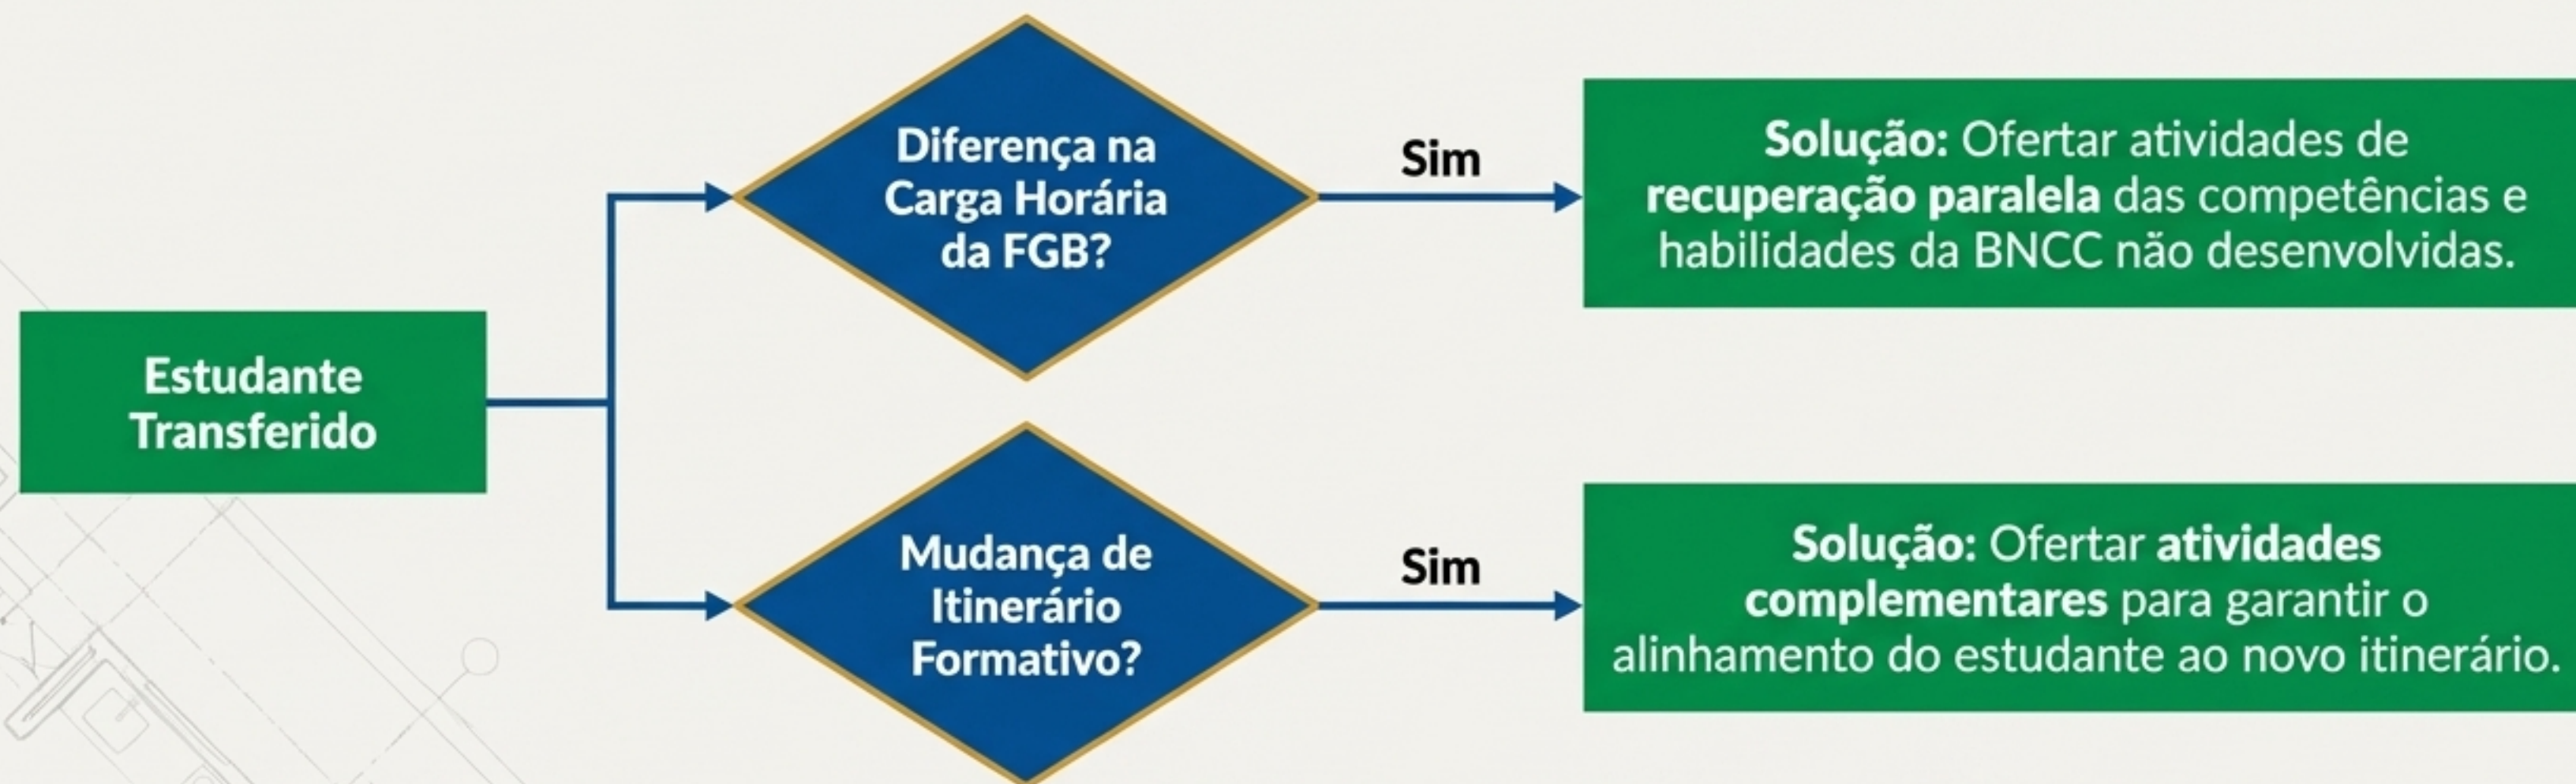 Estudante
Transferido
Diferença na
Carga Horária
da FGB?
Sim
Solução: Ofertar atividades de
recuperação paralela das competências e
habilidades da BNCC não desenvolvidas.
Mudança de
Itinerário
Formativo?
Sim
Solução: Ofertar atividades
complementares para garantir o
alinhamento do estudante ao novo itinerário.